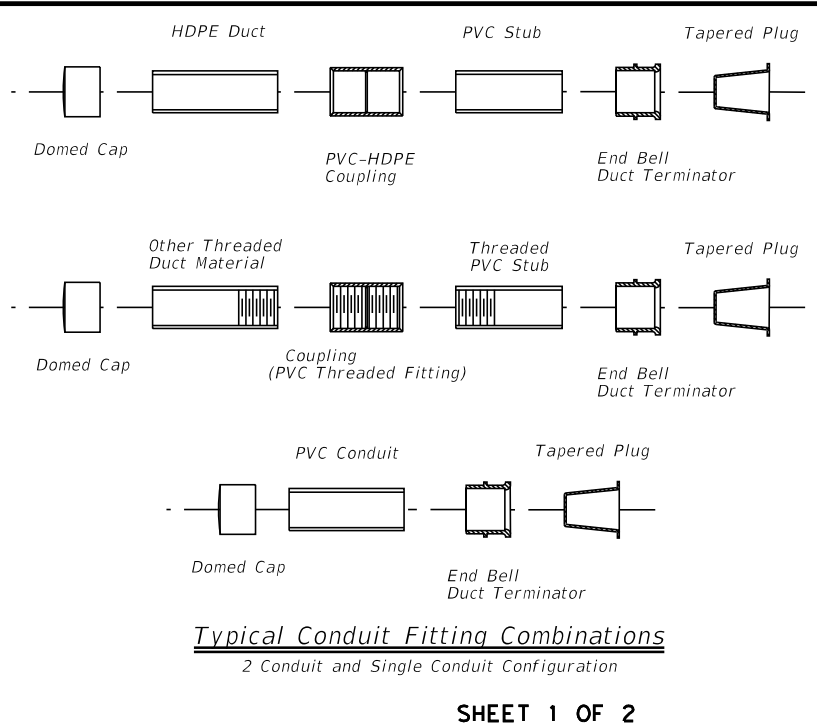 HDPE Duct
PVC Stub
Tapered Plug
Domed Cap
PVC-HDPE
Coupling
End Bell
Duct Terminator
Other Threaded
Duct Material
Threaded
PVC Stub
Tapered Plug
Domed Cap
Coupling
(PVC Threaded Fitting)
End Bell
Duct Terminator
PVC Conduit
Tapered Plug
Domed Cap
End Bell
Duct Terminator
Typical Conduit Fitting Combinations
2 Conduit and Single Conduit Configuration
SHEET 1 OF 2